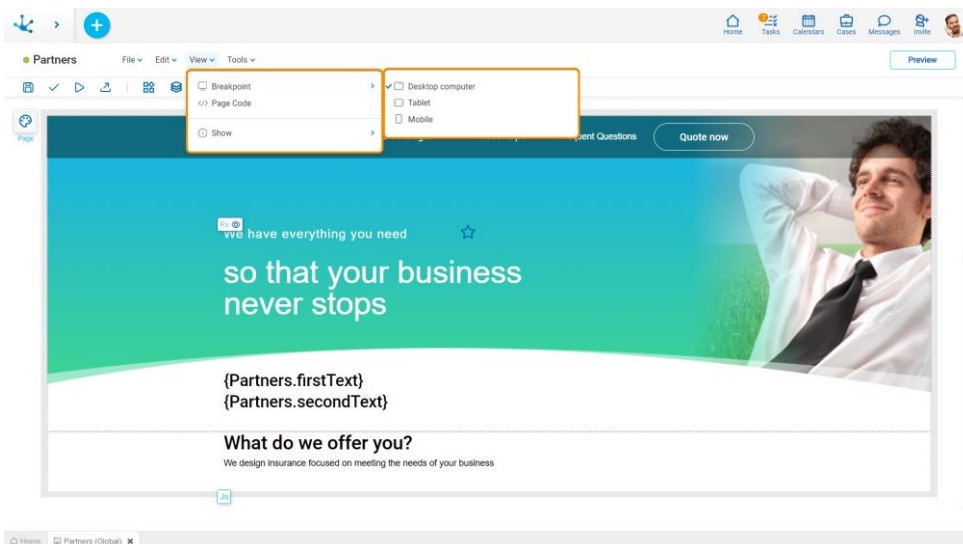 Home Tasks Calendars Cases Messages Invite
Partners File Edit View Tools Preview
Breakpoint
Page Code
Show
Desktop computer
Tablet
Mobile
Page
Questions Quote now
Rx
We have everything you need
so that your business
never stops
{Partners.firstText}
{Partners.secondText}
What do we offer you?
We design insurance focused on meeting the needs of your business
Js
Home Partners (Global)